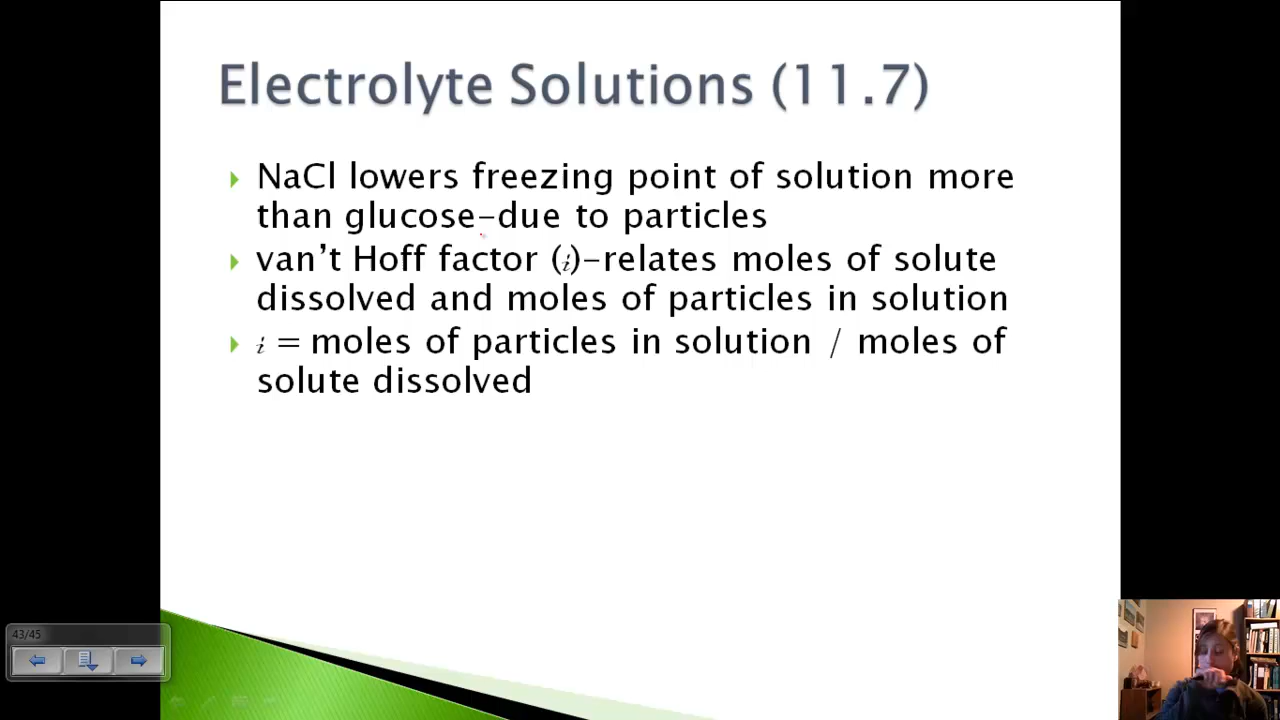 Electrolyte Solutions (11.7)
NaCl lowers freezing point of solution more
than glucose–due to particles
van’t Hoff factor (i)–relates moles of solute
dissolved and moles of particles in solution
i = moles of particles in solution / moles of
solute dissolved
43/45